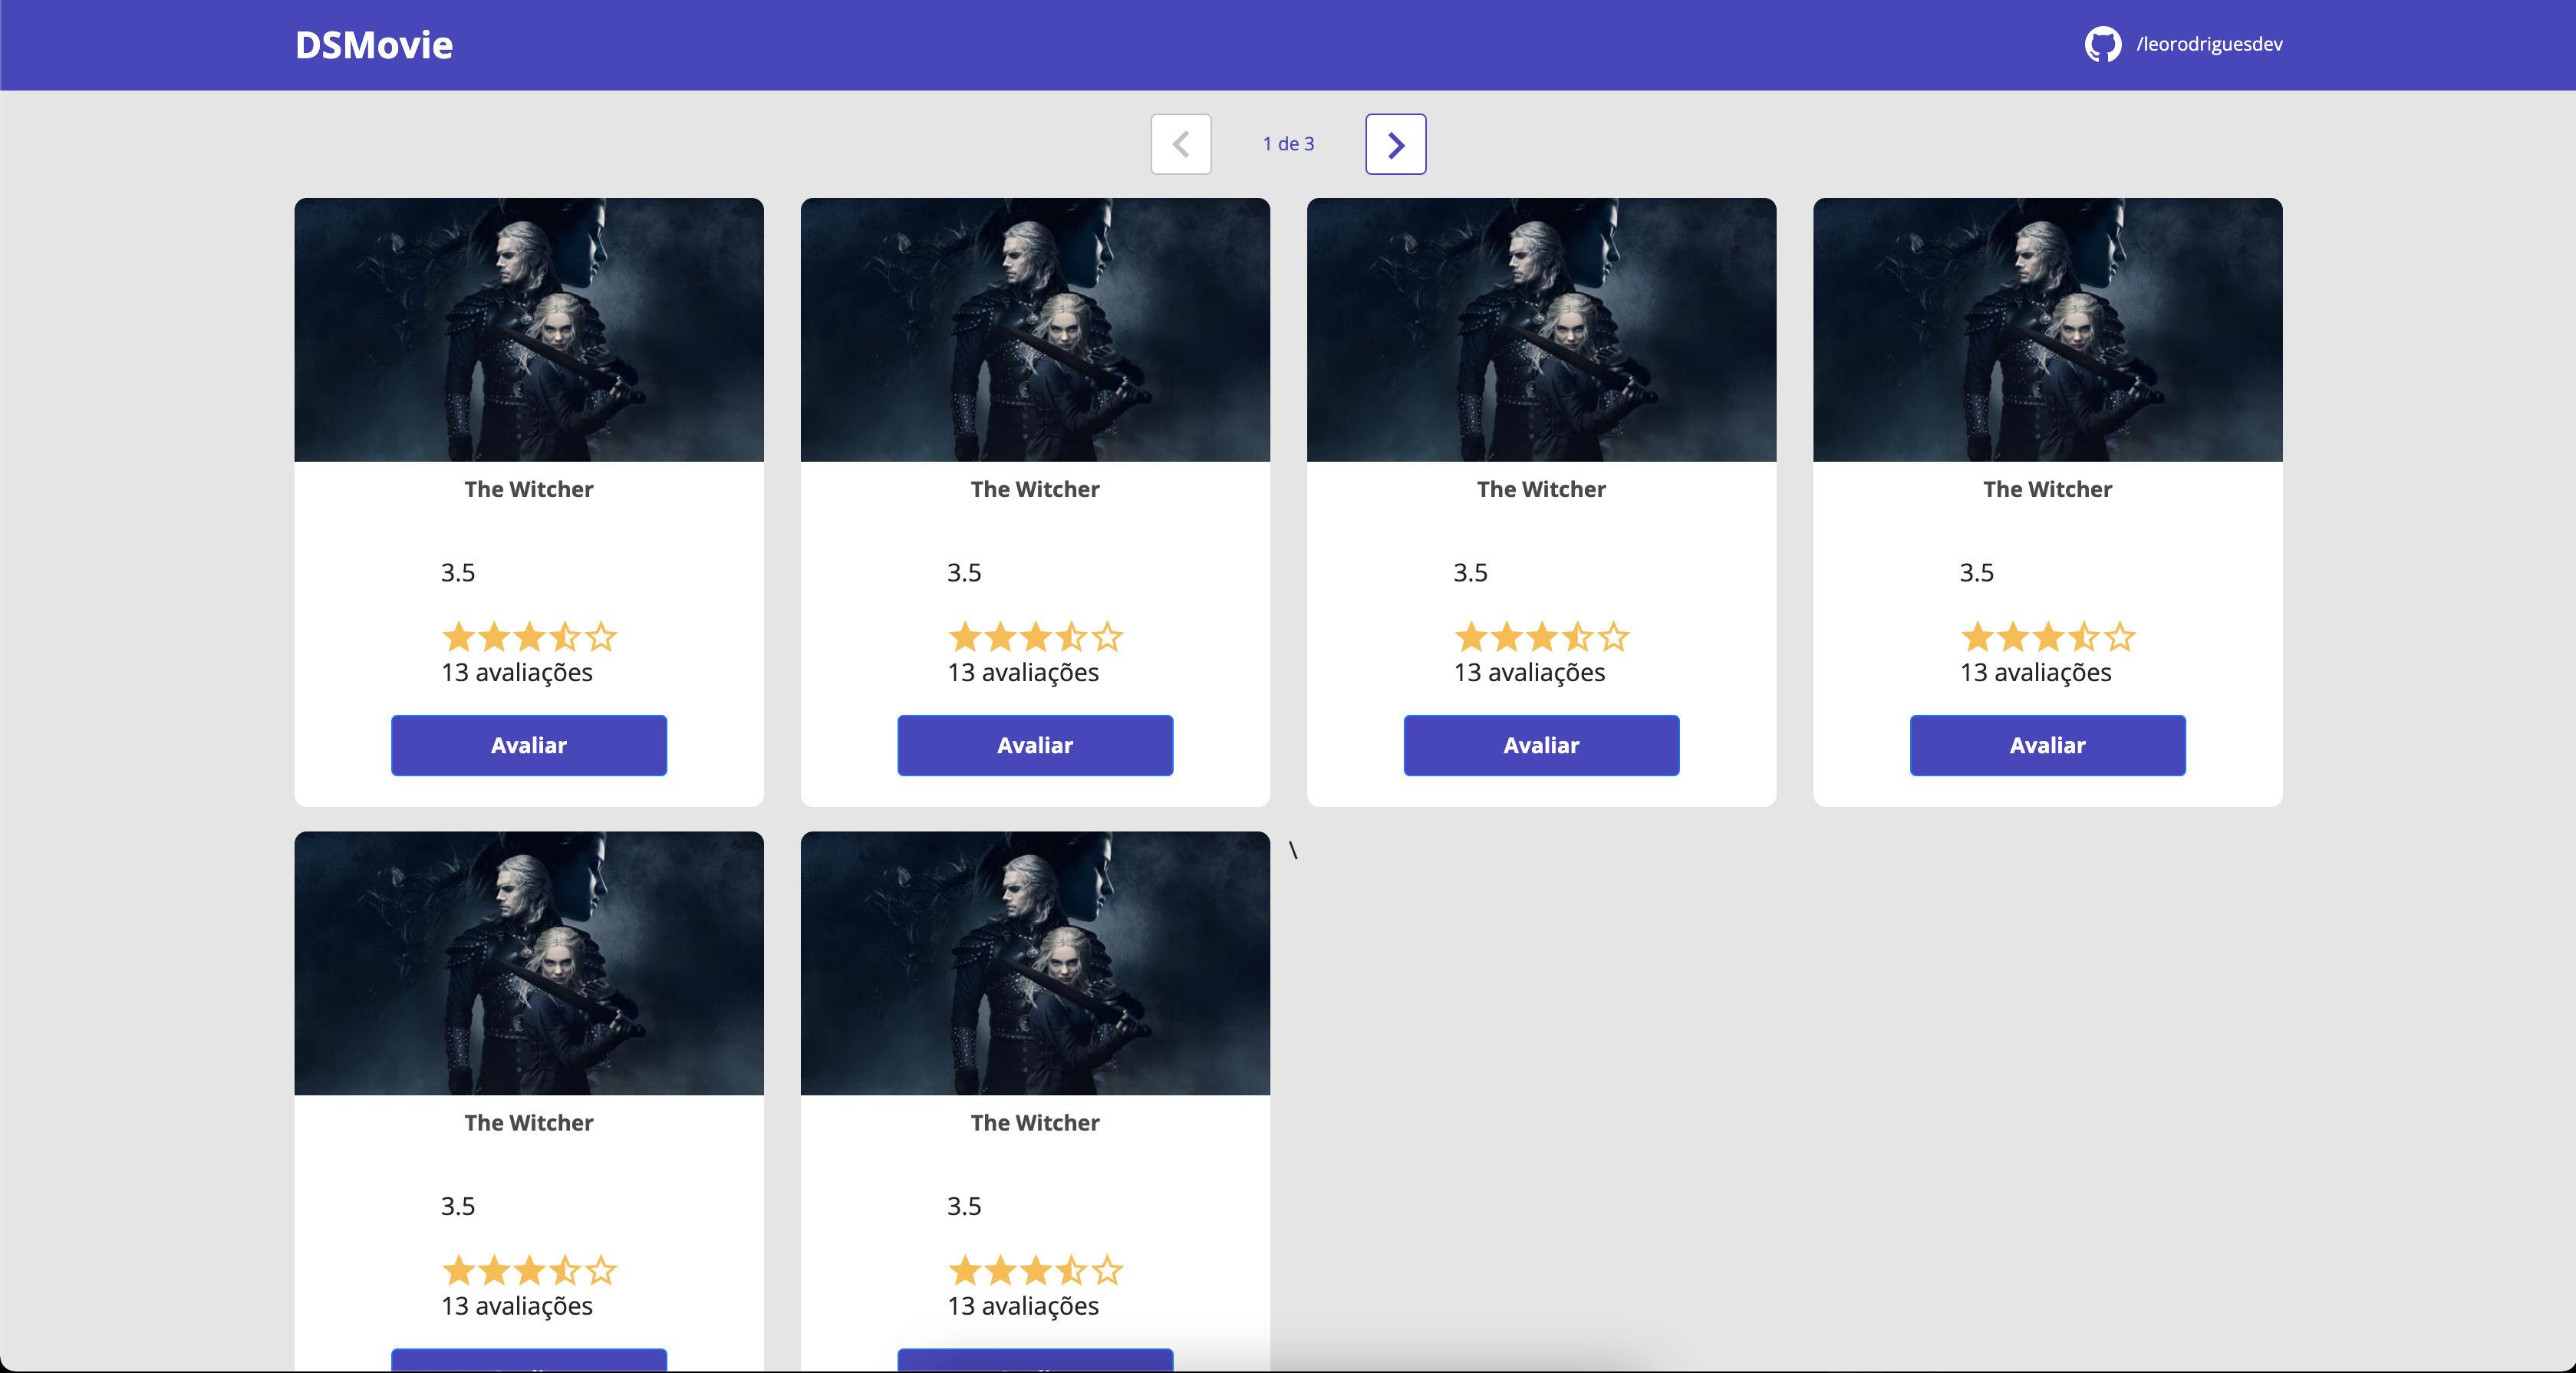 DSMovie
/leorodriguesdev
1 de 3
The Witcher
The Witcher
The Witcher
The Witcher
3.5
3.5
3.5
3.5
13 avaliações
13 avaliações
13 avaliações
13 avaliações
Avaliar
Avaliar
Avaliar
Avaliar
\
The Witcher
The Witcher
3.5
3.5
13 avaliações
13 avaliações